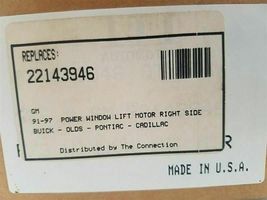 REPLACES:
22143946
GM
91-97 POWER WINDOW LIFT MOTOR RIGHT SIDE
BUICK - OLDS - PONTIAC - CADILLAC
Distributed by The Connection
MADE IN U.S.A.